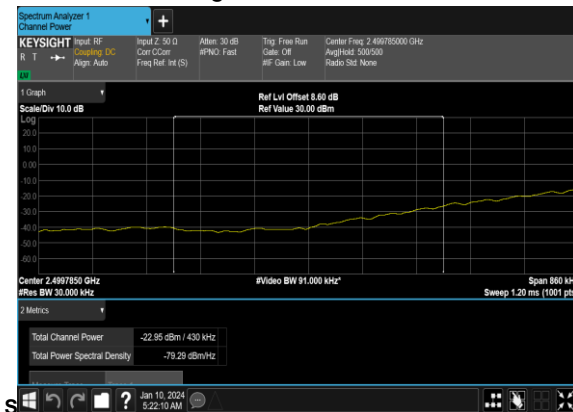 Spectrum Analyzer 1
Channel Power
+
KEYSIGHT Input: RF Input Z: 50 Ω Atten: 30 dB Trig: Free Run Center Freq: 2.499785000 GHz
R T Coupling: DC Corr CCorr #PNO: Fast Gate: Off Avg|Hold: 500/500
Align: Auto Freq Ref: Int (S) #IF Gain: Low Radio Std: None
1 Graph
Ref Lvl Offset 8.60 dB
Scale/Div 10.0 dB Ref Value 30.00 dBm
Log
20.0
10.0
0.00
-10.0
-20.0
-30.0
-40.0
-50.0
-60.0
Center 2.4997850 GHz #Video BW 91.000 kHz* Span 860 kH
#Res BW 30.000 kHz Sweep 1.20 ms (1001 pts
2 Metrics
Total Channel Power -22.95 dBm / 430 kHz
Total Power Spectral Density -79.29 dBm/Hz
s ? Jan 10, 2024
5:22:10 AM